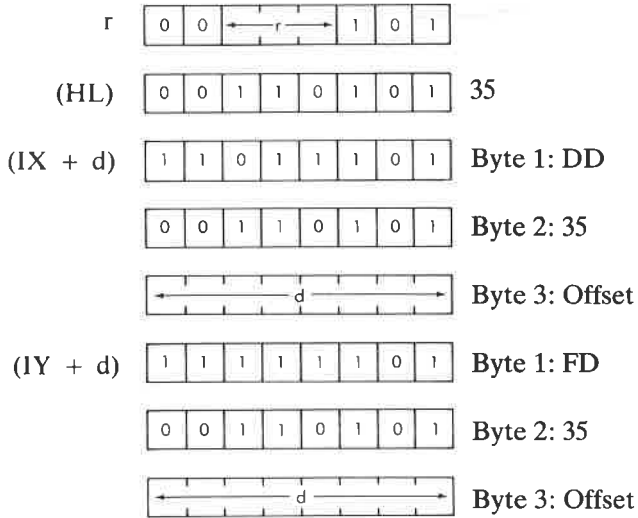 r 0 0 r 1 0 1
(HL) 0 0 1 1 0 1 0 1 35
(IX + d) 1 1 0 1 1 1 0 1 Byte 1: DD
0 0 1 1 0 1 0 1 Byte 2: 35
d Byte 3: Offset
(IY + d) 1 1 1 1 1 1 0 1 Byte 1: FD
0 0 1 1 0 1 0 1 Byte 2: 35
d Byte 3: Offset